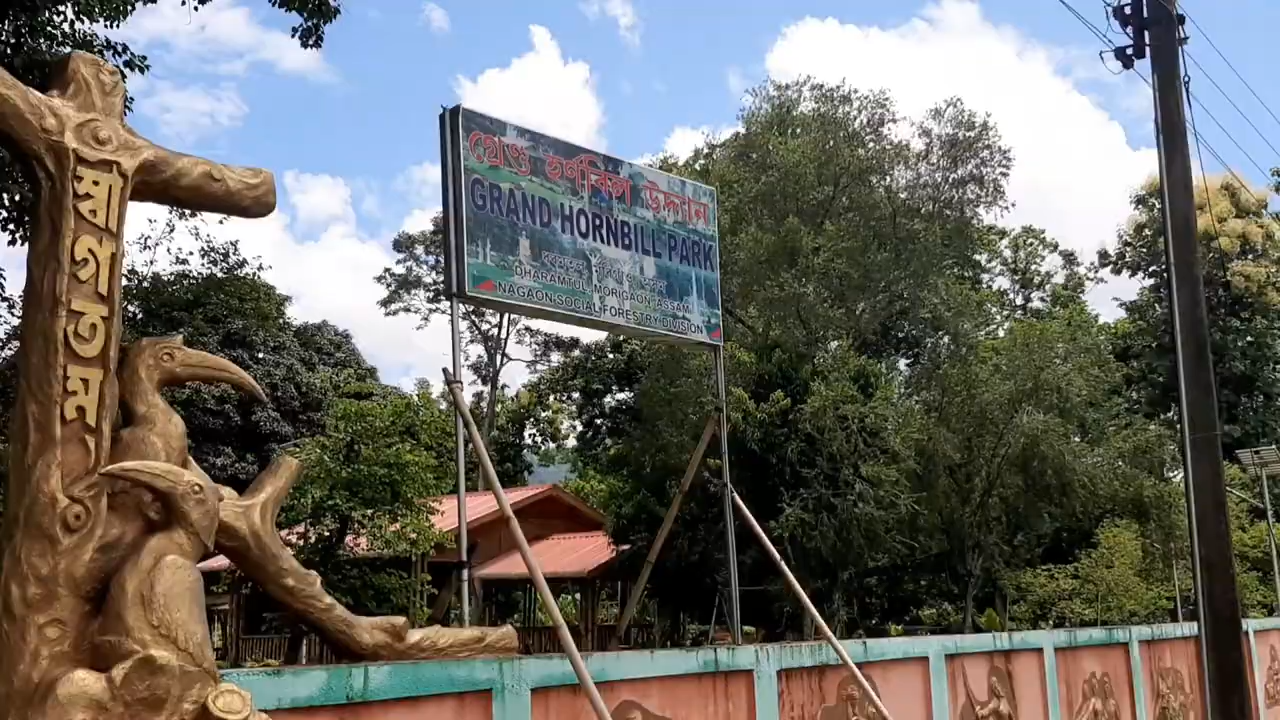 স্বাগতম
গ্রেণ্ড হৰ্ণবিল উদ্দ্যান
GRAND HORNBILL PARK
DHARAMTUL, MORIGAON, ASSAM
NAGAON SOCIAL FORESTRY DIVISION